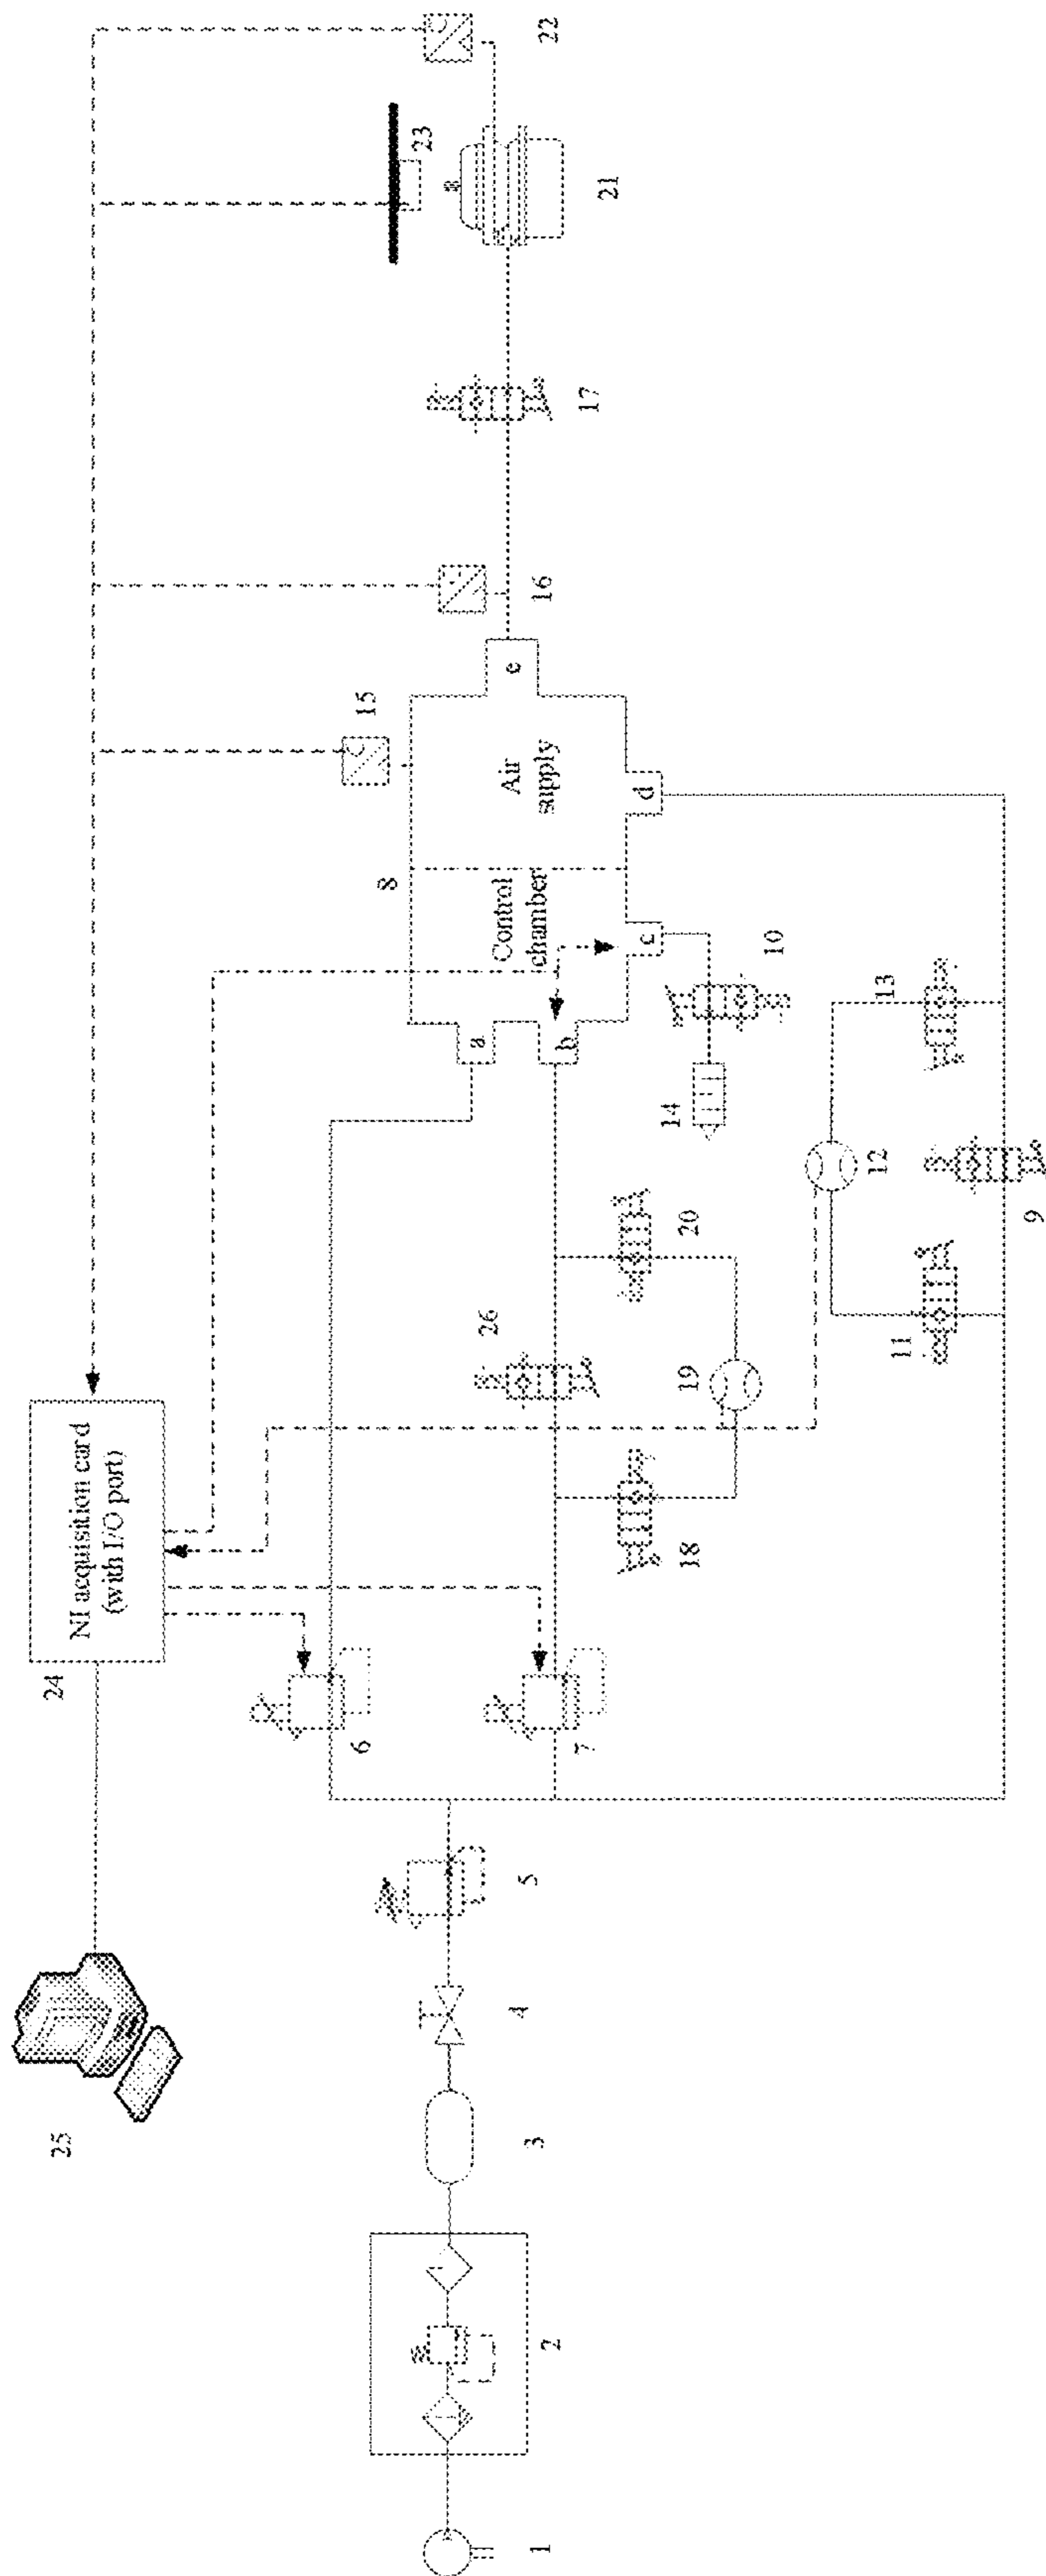 25
24
NI acquisition card
(with I/O port)
1
2
3
4
5
6
7
8
a
b
c
d
e
Control
chamber
Air
supply
15
16
17
22
23
21
26
18
19
20
14
10
11
12
13
9